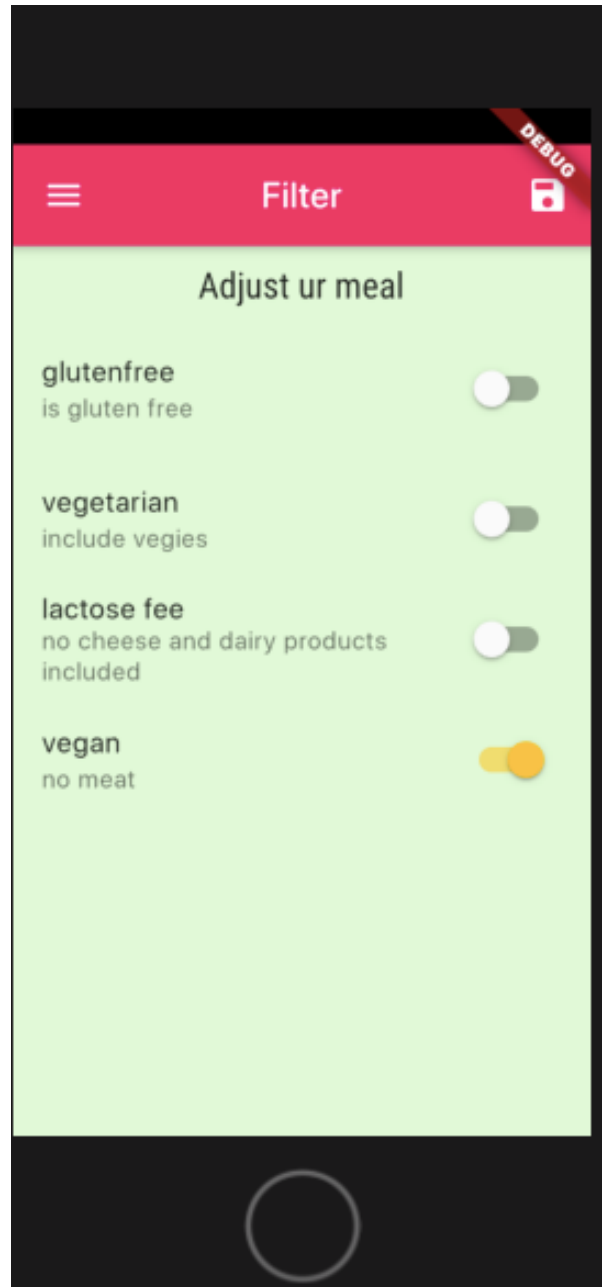 DEBUG
Filter
Adjust ur meal
glutenfree
is gluten free
vegetarian
include vegies
lactose fee
no cheese and dairy products
included
vegan
no meat